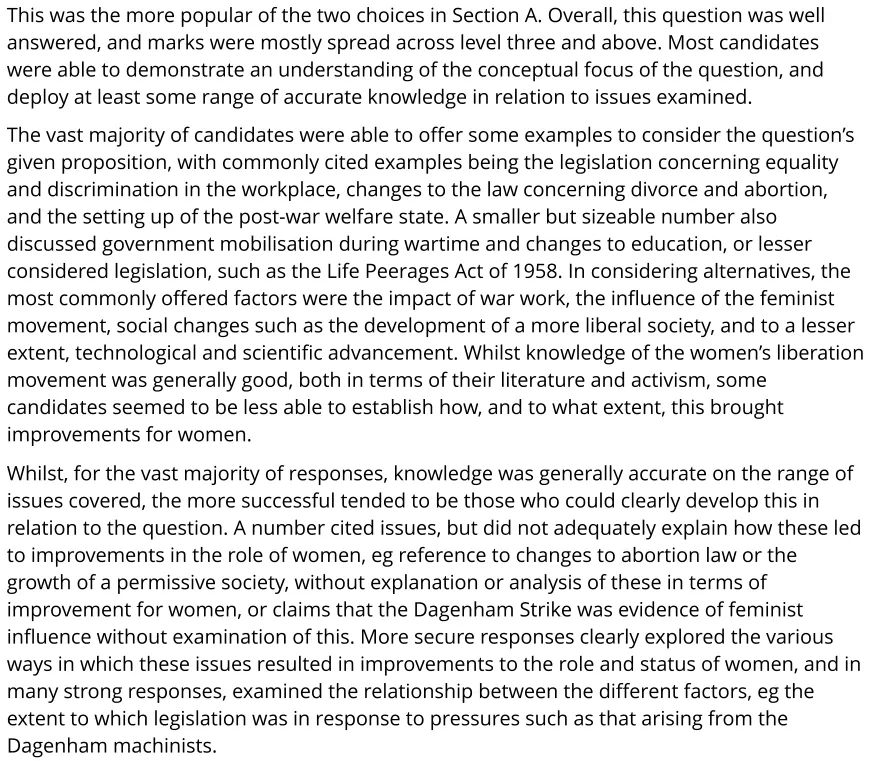 This was the more popular of the two choices in Section A. Overall, this question was well
answered, and marks were mostly spread across level three and above. Most candidates
were able to demonstrate an understanding of the conceptual focus of the question, and
deploy at least some range of accurate knowledge in relation to issues examined.
The vast majority of candidates were able to offer some examples to consider the question's
given proposition, with commonly cited examples being the legislation concerning equality
and discrimination in the workplace, changes to the law concerning divorce and abortion,
and the setting up of the post-war welfare state. A smaller but sizeable number also
discussed government mobilisation during wartime and changes to education, or lesser
considered legislation, such as the Life Peerages Act of 1958. In considering alternatives, the
most commonly offered factors were the impact of war work, the influence of the feminist
movement, social changes such as the development of a more liberal society, and to a lesser
extent, technological and scientific advancement. Whilst knowledge of the women's liberation
movement was generally good, both in terms of their literature and activism, some
candidates seemed to be less able to establish how, and to what extent, this brought
improvements for women.
Whilst, for the vast majority of responses, knowledge was generally accurate on the range of
issues covered, the more successful tended to be those who could clearly develop this in
relation to the question. A number cited issues, but did not adequately explain how these led
to improvements in the role of women, eg reference to changes to abortion law or the
growth of a permissive society, without explanation or analysis of these in terms of
improvement for women, or claims that the Dagenham Strike was evidence of feminist
influence without examination of this. More secure responses clearly explored the various
ways in which these issues resulted in improvements to the role and status of women, and in
many strong responses, examined the relationship between the different factors, eg the
extent to which legislation was in response to pressures such as that arising from the
Dagenham machinists.